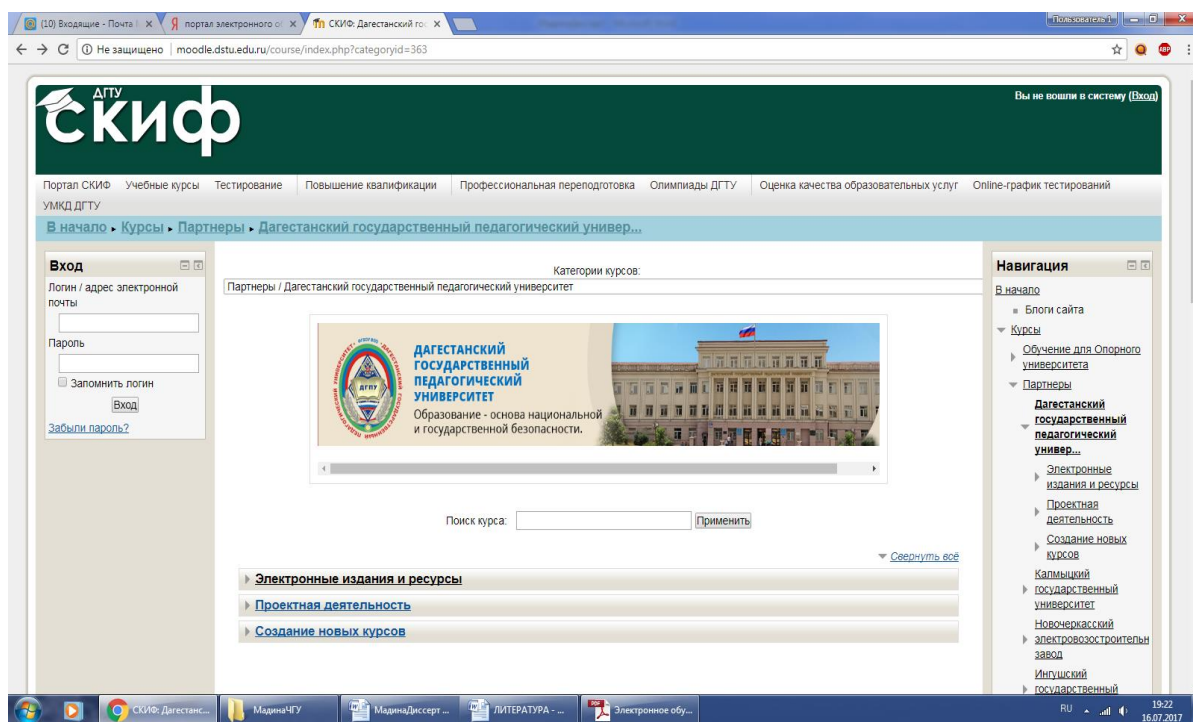 (10) Входящие - Почта
портал электронного о
СКИФ: Дагестанский гос
Пользователь 1
Не защищено | moodle.dstu.edu.ru/course/index.php?categoryid=363
ДГТУ
скиф
Вы не вошли в систему (Вход)
Портал СКИФ Учебные курсы Тестирование Повышение квалификации Профессиональная переподготовка Олимпиады ДГТУ Оценка качества образовательных услуг Online-график тестирований
УМКД ДГТУ
В начало ▸ Курсы ▸ Партнеры ▸ Дагестанский государственный педагогический универ...
Вход
Логин / адрес электронной
почты
Пароль
Запомнить логин
Вход
Забыли пароль?
Категории курсов:
Партнеры / Дагестанский государственный педагогический университет
ДГПУ
ДАГЕСТАНСКИЙ
ГОСУДАРСТВЕННЫЙ
ПЕДАГОГИЧЕСКИЙ
УНИВЕРСИТЕТ
Образование - основа национальной
и государственной безопасности.
Поиск курса:
Применить
Свернуть всё
Электронные издания и ресурсы
Проектная деятельность
Создание новых курсов
Навигация
В начало
Блоги сайта
Курсы
Обучение для Опорного
университета
Партнеры
Дагестанский
государственный
педагогический
универ...
Электронные
издания и ресурсы
Проектная
деятельность
Создание новых
курсов
Калмыцкий
государственный
университет
Новочеркасский
электровозостроительн
завод
Ингушский
государственный
СКИФ: Дагестанс...
МадинаЧГУ
МадинаДиссерт ...
ЛИТЕРАТУРА - ...
Электронное обу...
RU
19:22
16.07.2017